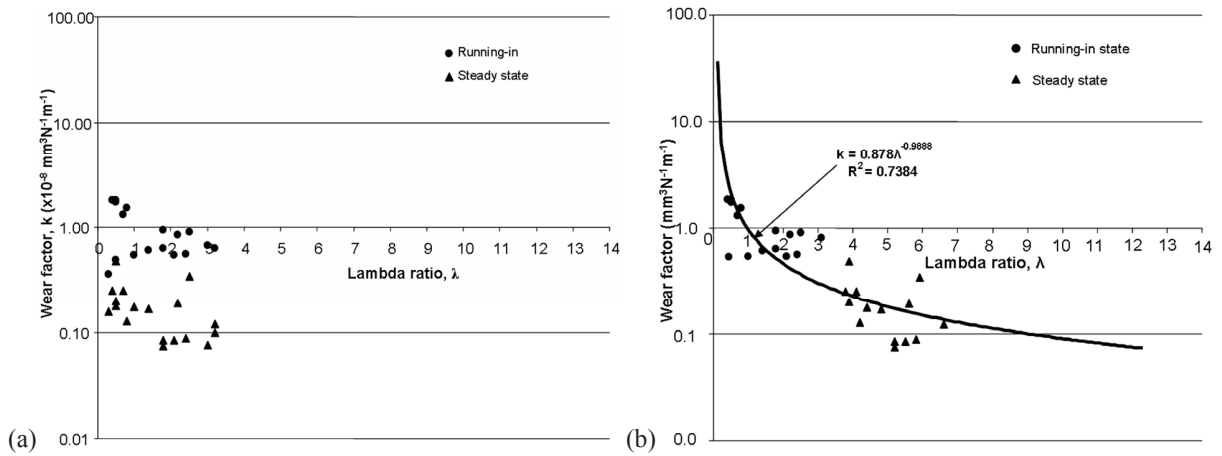 100.00
10.00
1.00
0.10
0.01
Wear factor, k (x10⁻⁸ mm³N⁻¹m⁻¹)
Running-in
Steady state
0 1 2 3 4 5 6 7 8 9 10 11 12 13 14
Lambda ratio, λ
(a)
100.0
10.0
1.0
0.1
0.0
Wear factor (mm³N⁻¹m⁻¹)
Running-in state
Steady state
k = 0.878Λ⁻⁰·⁹⁸⁸⁸
R² = 0.7384
0 1 2 3 4 5 6 7 8 9 10 11 12 13 14
Lambda ratio, λ
(b)